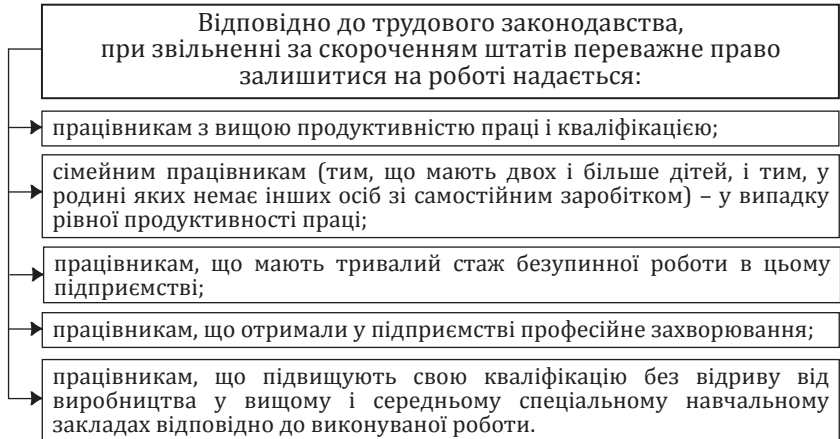 Відповідно до трудового законодавства,
при звільненні за скороченням штатів переважне право
залишитися на роботі надається:
працівникам з вищою продуктивністю праці і кваліфікацією;
сімейним працівникам (тим, що мають двох і більше дітей, і тим, у
родині яких немає інших осіб зі самостійним заробітком) – у випадку
рівної продуктивності праці;
працівникам, що мають тривалий стаж безупинної роботи в цьому
підприємстві;
працівникам, що отримали у підприємстві професійне захворювання;
працівникам, що підвищують свою кваліфікацію без відриву від
виробництва у вищому і середньому спеціальному навчальному
закладах відповідно до виконуваної роботи.